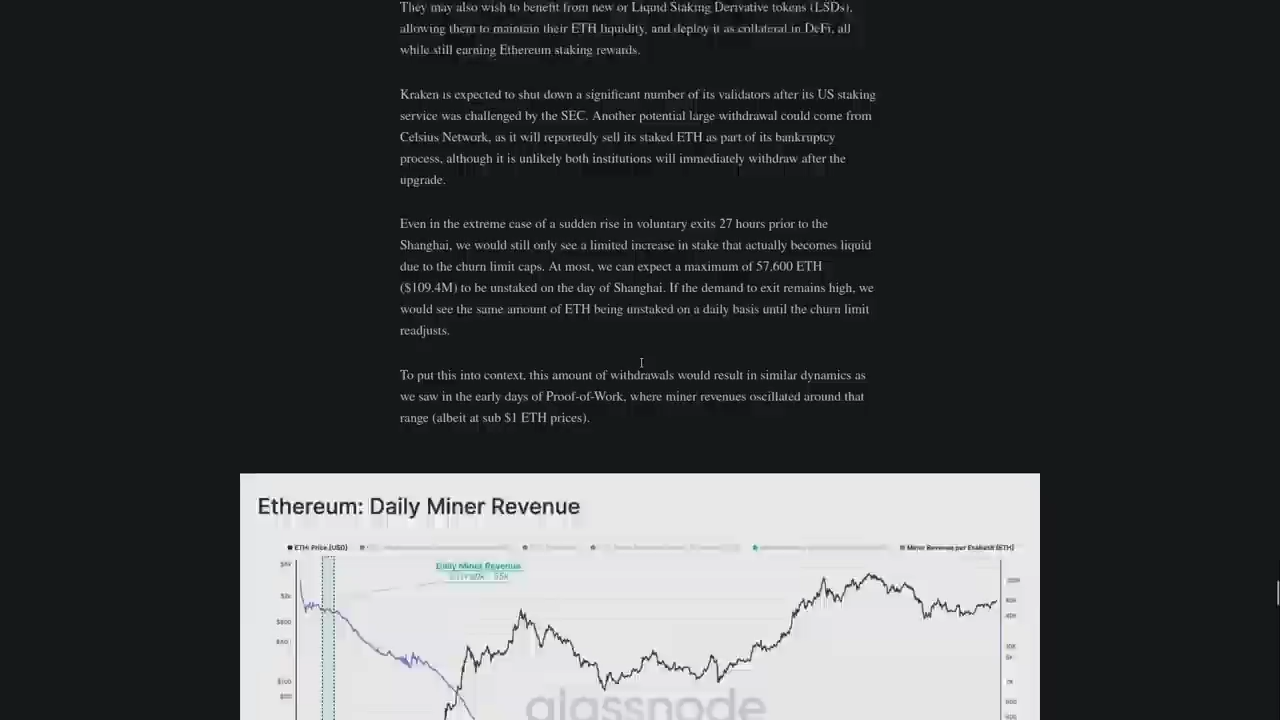 They may also wish to benefit from new or Liquid Staking Derivative tokens (LSDs),
allowing them to maintain their ETH liquidity, and deploy it as collateral in DeFi, all
while still earning Ethereum staking rewards.
Kraken is expected to shut down a significant number of its validators after its US staking
service was challenged by the SEC. Another potential large withdrawal could come from
Celsius Network, as it will reportedly sell its staked ETH as part of its bankruptcy
process, although it is unlikely both institutions will immediately withdraw after the
upgrade.
Even in the extreme case of a sudden rise in voluntary exits 27 hours prior to the
Shanghai, we would still only see a limited increase in stake that actually becomes liquid
due to the churn limit caps. At most, we can expect a maximum of 57,600 ETH
($109.4M) to be unstaked on the day of Shanghai. If the demand to exit remains high, we
would see the same amount of ETH being unstaked on a daily basis until the churn limit
readjusts.
To put this into context, this amount of withdrawals would result in similar dynamics as
we saw in the early days of Proof-of-Work, where miner revenues oscillated around that
range (albeit at sub $1 ETH prices).
Ethereum: Daily Miner Revenue
ETH Price [USD]
Daily Miner Revenue
glassnode